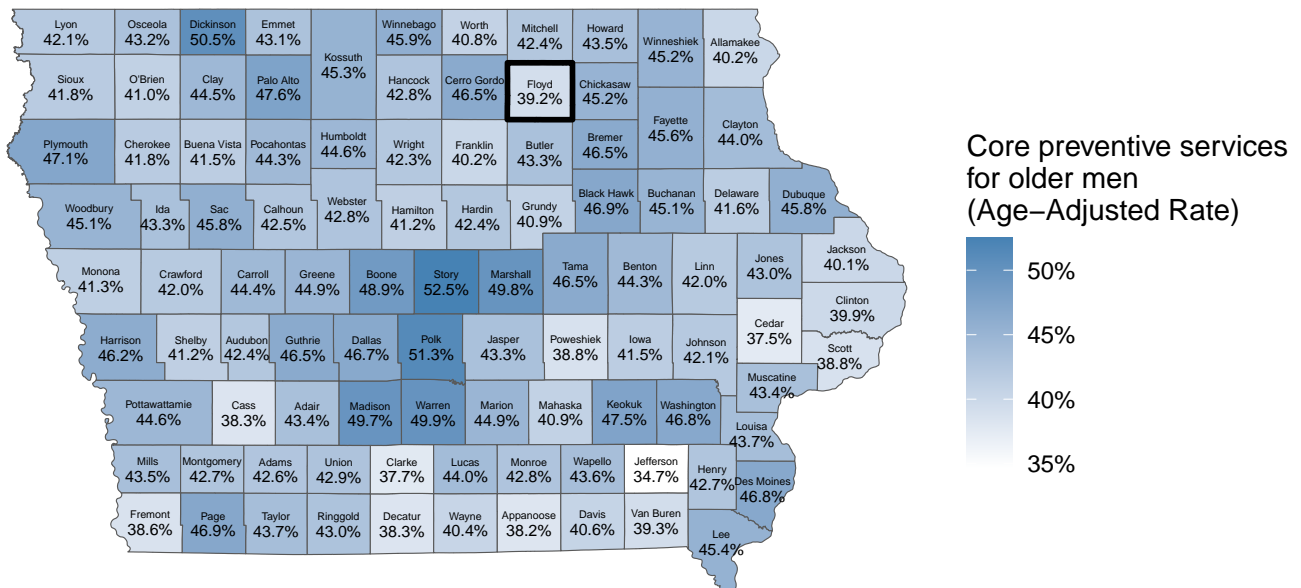 Lyon
42.1%
Osceola
43.2%
Dickinson
50.5%
Emmet
43.1%
Kossuth
45.3%
Winnebago
45.9%
Worth
40.8%
Mitchell
42.4%
Howard
43.5%
Winneshiek
45.2%
Allamakee
40.2%
Sioux
41.8%
O'Brien
41.0%
Clay
44.5%
Palo Alto
47.6%
Hancock
42.8%
Cerro Gordo
46.5%
Floyd
39.2%
Chickasaw
45.2%
Fayette
45.6%
Clayton
44.0%
Plymouth
47.1%
Cherokee
41.8%
Buena Vista
41.5%
Pocahontas
44.3%
Humboldt
44.6%
Wright
42.3%
Franklin
40.2%
Butler
43.3%
Bremer
46.5%
Woodbury
45.1%
Ida
43.3%
Sac
45.8%
Calhoun
42.5%
Webster
42.8%
Hamilton
41.2%
Hardin
42.4%
Grundy
40.9%
Black Hawk
46.9%
Buchanan
45.1%
Delaware
41.6%
Dubuque
45.8%
Monona
41.3%
Crawford
42.0%
Carroll
44.4%
Greene
44.9%
Boone
48.9%
Story
52.5%
Marshall
49.8%
Tama
46.5%
Benton
44.3%
Linn
42.0%
Jones
43.0%
Jackson
40.1%
Clinton
39.9%
Harrison
46.2%
Shelby
41.2%
Audubon
42.4%
Guthrie
46.5%
Dallas
46.7%
Polk
51.3%
Jasper
43.3%
Poweshiek
38.8%
Iowa
41.5%
Johnson
42.1%
Cedar
37.5%
Scott
38.8%
Muscatine
43.4%
Pottawattamie
44.6%
Cass
38.3%
Adair
43.4%
Madison
49.7%
Warren
49.9%
Marion
44.9%
Mahaska
40.9%
Keokuk
47.5%
Washington
46.8%
Louisa
43.7%
Mills
43.5%
Montgomery
42.7%
Adams
42.6%
Union
42.9%
Clarke
37.7%
Lucas
44.0%
Monroe
42.8%
Wapello
43.6%
Jefferson
34.7%
Henry
42.7%
Des Moines
46.8%
Fremont
38.6%
Page
46.9%
Taylor
43.7%
Ringgold
43.0%
Decatur
38.3%
Wayne
40.4%
Appanoose
38.2%
Davis
40.6%
Van Buren
39.3%
Lee
45.4%
Core preventive services
for older men
(Age−Adjusted Rate)
50%
45%
40%
35%